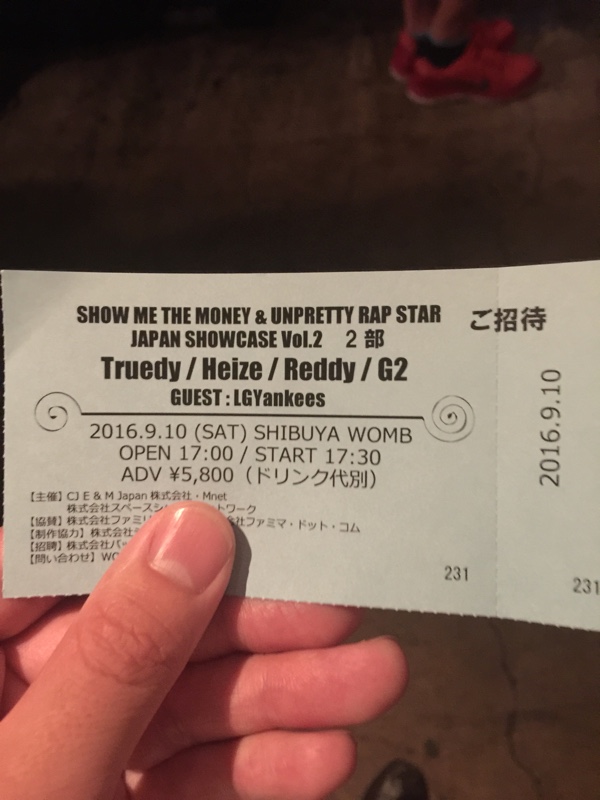 SHOW ME THE MONEY & UNPRETTY RAP STAR
JAPAN SHOWCASE Vol.2 2部
Truedy / Heize / Reddy / G2
GUEST : LGYankees
2016.9.10 (SAT) SHIBUYA WOMB
OPEN 17:00 / START 17:30
ADV ¥5,800（ドリンク代別）
【主催】CJ E & M Japan 株式会社・Mnet
株式会社スペースシ トワーク
【協賛】株式会社ファミリ 社ファミマ・ドット・コム
【制作協力】株式会社
【招聘】株式会社パッ
【問い合わせ】WO
231
ご招待
2016.9.10
231